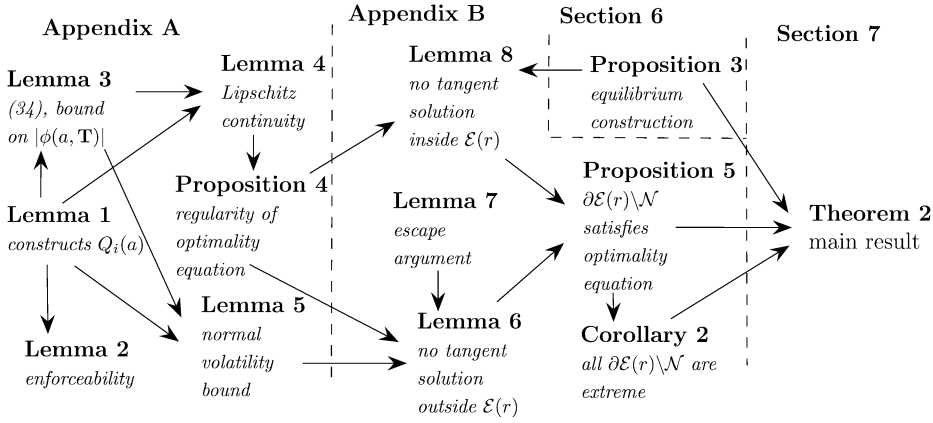 Appendix A
Lemma 3
(34), bound
on |ϕ(a, T)|
Lemma 1
constructs Q_i(a)
Lemma 2
enforceability
Lemma 4
Lipschitz
continuity
Proposition 4
regularity of
optimality
equation
Lemma 5
normal
volatility
bound
Appendix B
Lemma 8
no tangent
solution
inside ℰ(r)
Lemma 7
escape
argument
Lemma 6
no tangent
solution
outside ℰ(r)
Section 6
Proposition 3
equilibrium
construction
Proposition 5
∂ℰ(r)\𝒩
satisfies
optimality
equation
Corollary 2
all ∂ℰ(r)\𝒩 are
extreme
Section 7
Theorem 2
main result